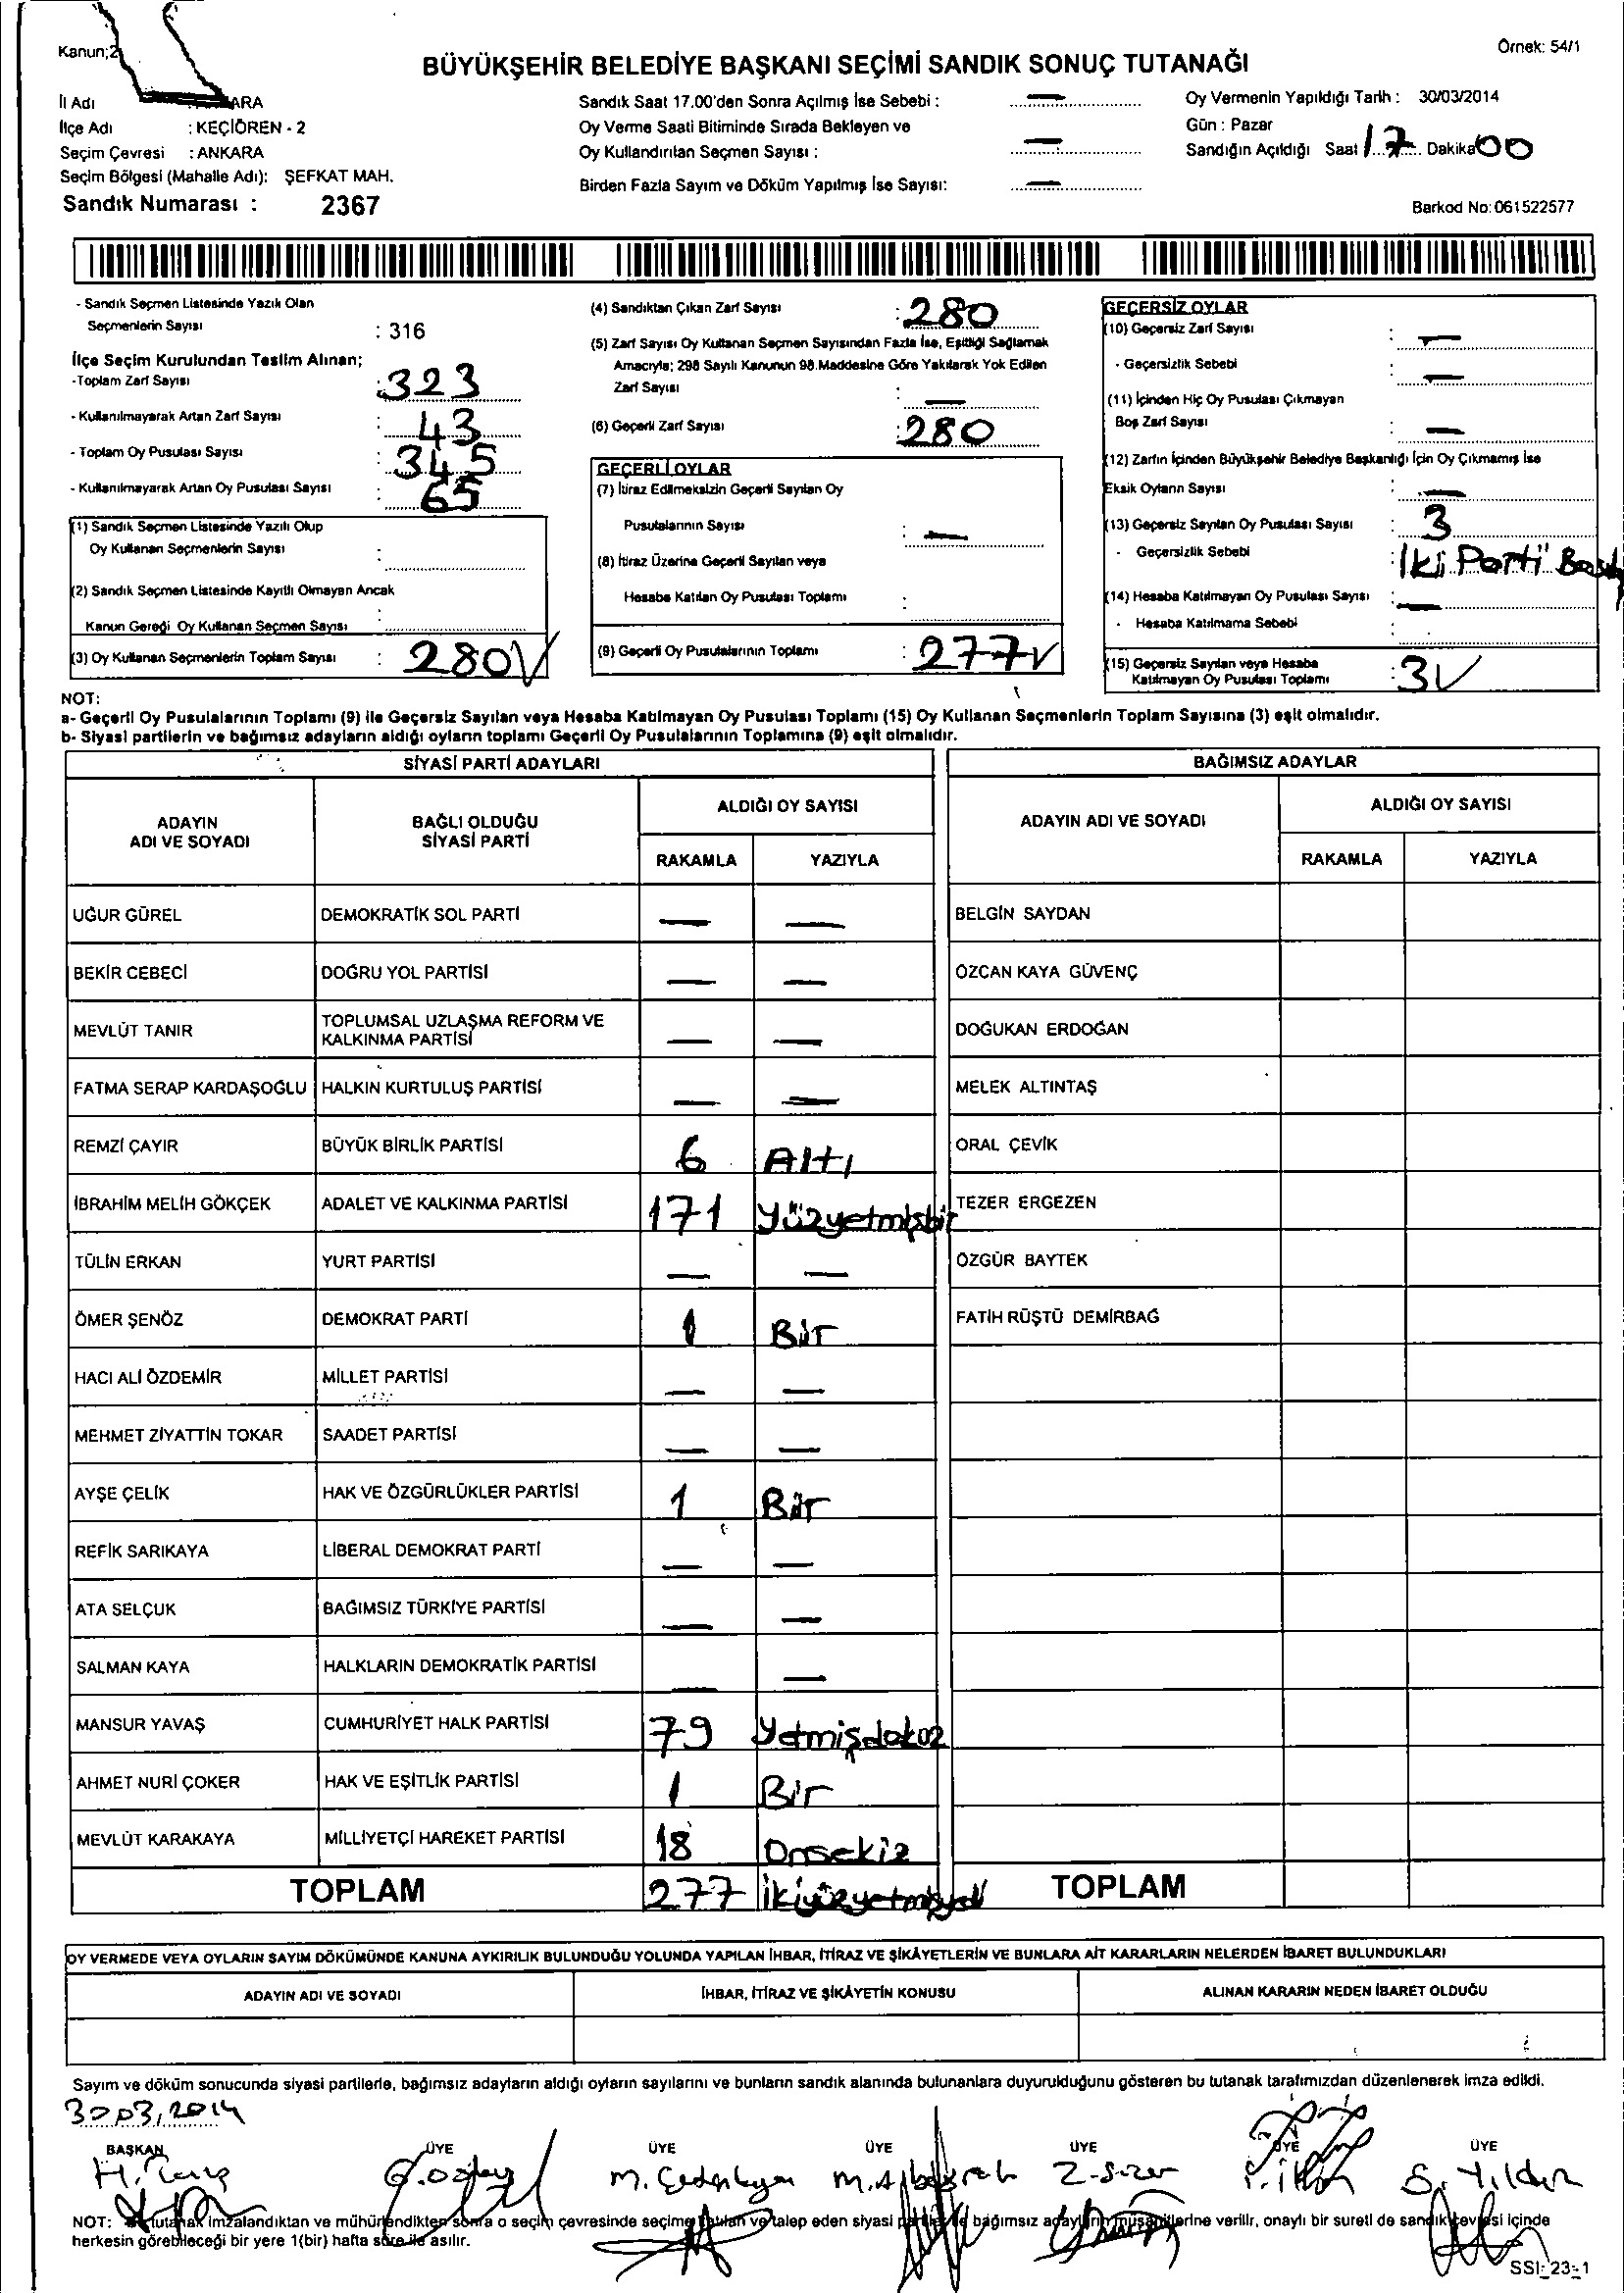 Kanun;2
Örnek: 54/1
BÜYÜKŞEHİR BELEDİYE BAŞKANI SEÇİMİ SANDIK SONUÇ TUTANAĞI
İl Adı ARA
İlçe Adı : KEÇİÖREN - 2
Seçim Çevresi : ANKARA
Seçim Bölgesi (Mahalle Adı): ŞEFKAT MAH.
Sandık Numarası : 2367
Sandık Saat 17.00'den Sonra Açılmış İse Sebebi : —
Oy Verme Saati Bitiminde Sırada Bekleyen ve
Oy Kullandırılan Seçmen Sayısı : —
Birden Fazla Sayım ve Döküm Yapılmış İse Sayısı: —
Oy Vermenin Yapıldığı Tarih : 30/03/2014
Gün : Pazar
Sandığın Açıldığı Saat 17 Dakika 00
Barkod No: 061522577
- Sandık Seçmen Listesinde Yazılı Olan
Seçmenlerin Sayısı : 316
İlçe Seçim Kurulundan Teslim Alınan;
-Toplam Zarf Sayısı : 323
- Kullanılmayarak Artan Zarf Sayısı : 43
- Toplam Oy Pusulası Sayısı : 345
- Kullanılmayarak Artan Oy Pusulası Sayısı : 65
(1) Sandık Seçmen Listesinde Yazılı Olup
Oy Kullanan Seçmenlerin Sayısı :
(2) Sandık Seçmen Listesinde Kayıtlı Olmayan Ancak
Kanun Gereği Oy Kullanan Seçmen Sayısı :
(3) Oy Kullanan Seçmenlerin Toplam Sayısı : 280 √
(4) Sandıktan Çıkan Zarf Sayısı : 280
(5) Zarf Sayısı Oy Kullanan Seçmen Sayısından Fazla İse, Eşitliği Sağlamak
Amacıyla; 298 Sayılı Kanunun 98.Maddesine Göre Yakılarak Yok Edilen
Zarf Sayısı : —
(6) Geçerli Zarf Sayısı : 280
GEÇERLİ OYLAR
(7) İtiraz Edilmeksizin Geçerli Sayılan Oy
Pusulalarının Sayısı : —
(8) İtiraz Üzerine Geçerli Sayılan veya
Hesaba Katılan Oy Pusulası Toplamı :
(9) Geçerli Oy Pusulalarının Toplamı : 277 √
GEÇERSİZ OYLAR
(10) Geçersiz Zarf Sayısı : —
- Geçersizlik Sebebi : —
(11) İçinden Hiç Oy Pusulası Çıkmayan
Boş Zarf Sayısı : —
(12) Zarfın İçinden Büyükşehir Belediye Başkanlığı İçin Oy Çıkmamış İse
Eksik Oyların Sayısı : —
(13) Geçersiz Sayılan Oy Pusulası Sayısı : 3
- Geçersizlik Sebebi : İki Parti
(14) Hesaba Katılmayan Oy Pusulası Sayısı : —
- Hesaba Katılmama Sebebi :
(15) Geçersiz Sayılan veya Hesaba
Katılmayan Oy Pusulası Toplamı : 3 √
NOT:
a- Geçerli Oy Pusulalarının Toplamı (9) ile Geçersiz Sayılan veya Hesaba Katılmayan Oy Pusulası Toplamı (15) Oy Kullanan Seçmenlerin Toplam Sayısına (3) eşit olmalıdır.
b- Siyasi partilerin ve bağımsız adayların aldığı oyların toplamı Geçerli Oy Pusulalarının Toplamına (9) eşit olmalıdır.
SİYASİ PARTİ ADAYLARI
ADAYIN ADI VE SOYADI
BAĞLI OLDUĞU SİYASİ PARTİ
ALDIĞI OY SAYISI
RAKAMLA YAZIYLA
UĞUR GÜREL DEMOKRATİK SOL PARTİ — —
BEKİR CEBECİ DOĞRU YOL PARTİSİ — —
MEVLÜT TANIR TOPLUMSAL UZLAŞMA REFORM VE KALKINMA PARTİSİ — —
FATMA SERAP KARDAŞOĞLU HALKIN KURTULUŞ PARTİSİ — —
REMZİ ÇAYIR BÜYÜK BİRLİK PARTİSİ 6 Altı
İBRAHİM MELİH GÖKÇEK ADALET VE KALKINMA PARTİSİ 171 Yüzyetmişbir
TÜLİN ERKAN YURT PARTİSİ — —
ÖMER ŞENÖZ DEMOKRAT PARTİ 1 Bir
HACI ALİ ÖZDEMİR MİLLET PARTİSİ — —
MEHMET ZİYATTİN TOKAR SAADET PARTİSİ — —
AYŞE ÇELİK HAK VE ÖZGÜRLÜKLER PARTİSİ 1 Bir
REFİK SARIKAYA LİBERAL DEMOKRAT PARTİ — —
ATA SELÇUK BAĞIMSIZ TÜRKİYE PARTİSİ — —
SALMAN KAYA HALKLARIN DEMOKRATİK PARTİSİ — —
MANSUR YAVAŞ CUMHURİYET HALK PARTİSİ 79 Yetmişdokuz
AHMET NURİ ÇOKER HAK VE EŞİTLİK PARTİSİ 1 Bir
MEVLÜT KARAKAYA MİLLİYETÇİ HAREKET PARTİSİ 18 Onsekiz
TOPLAM 277 İkiyüzyetmişyedi
BAĞIMSIZ ADAYLAR
ADAYIN ADI VE SOYADI
ALDIĞI OY SAYISI
RAKAMLA YAZIYLA
BELGİN SAYDAN
ÖZCAN KAYA GÜVENÇ
DOĞUKAN ERDOĞAN
MELEK ALTINTAŞ
ORAL ÇEVİK
TEZER ERGEZEN
ÖZGÜR BAYTEK
FATİH RÜŞTÜ DEMİRBAĞ
TOPLAM
OY VERMEDE VEYA OYLARIN SAYIM DÖKÜMÜNDE KANUNA AYKIRILIK BULUNDUĞU YOLUNDA YAPILAN İHBAR, İTİRAZ VE ŞİKÂYETLERİN VE BUNLARA AİT KARARLARIN NELERDEN İBARET BULUNDUKLARI
ADAYIN ADI VE SOYADI İHBAR, İTİRAZ VE ŞİKÂYETİN KONUSU ALINAN KARARIN NEDEN İBARET OLDUĞU
Sayım ve döküm sonucunda siyasi partilerle, bağımsız adayların aldığı oyların sayılarını ve bunların sandık alanında bulunanlara duyurulduğunu gösteren bu tutanak tarafımızdan düzenlenerek imza edildi.
30.03.2014
BAŞKAN ÜYE ÜYE ÜYE ÜYE ÜYE ÜYE
S. Yıldız
NOT: Bu tutanak imzalandıktan ve mühürlendikten sonra o seçim çevresinde seçime katılan ve talep eden siyasi partiler ile bağımsız adayların müşahitlerine verilir, onaylı bir sureti de sandık çevresi içinde
herkesin görebileceği bir yere 1(bir) hafta süre ile asılır.
SSI-23-1